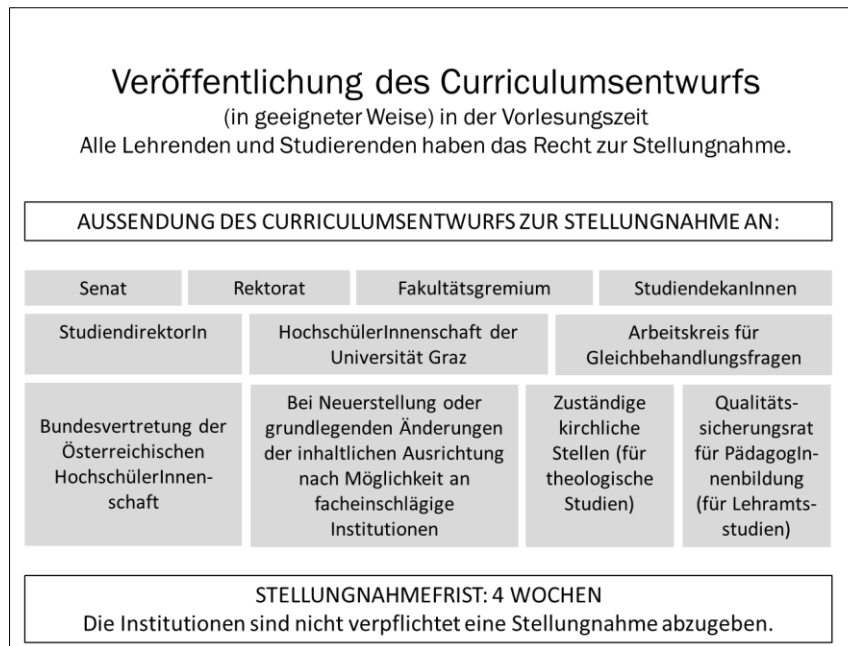 Veröffentlichung des Curriculumsentwurfs
(in geeigneter Weise) in der Vorlesungszeit
Alle Lehrenden und Studierenden haben das Recht zur Stellungnahme.
AUSSENDUNG DES CURRICULUMSENTWURFS ZUR STELLUNGNAHME AN:
Senat
Rektorat
Fakultätsgremium
StudiendekanInnen
StudiendirektorIn
HochschülerInnenschaft der
Universität Graz
Arbeitskreis für
Gleichbehandlungsfragen
Bundesvertretung der
Österreichischen
HochschülerInnen-
schaft
Bei Neuerstellung oder
grundlegenden Änderungen
der inhaltlichen Ausrichtung
nach Möglichkeit an
facheinschlägige
Institutionen
Zuständige
kirchliche
Stellen (für
theologische
Studien)
Qualitäts-
sicherungsrat
für PädagogIn-
nenbildung
(für Lehramts-
studien)
STELLUNGNAHMEFRIST: 4 WOCHEN
Die Institutionen sind nicht verpflichtet eine Stellungnahme abzugeben.